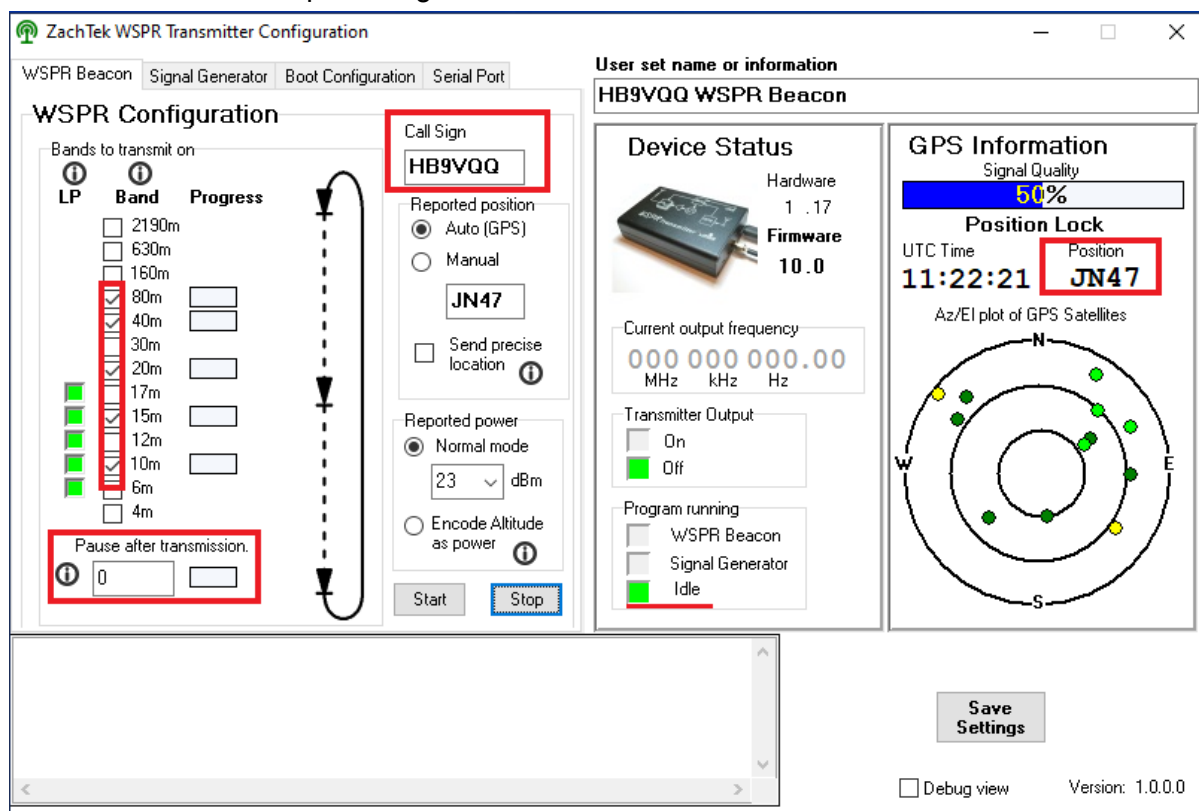 ZachTek WSPR Transmitter Configuration
WSPR Beacon Signal Generator Boot Configuration Serial Port
WSPR Configuration
Bands to transmit on
LP Band Progress
2190m
630m
160m
80m
40m
30m
20m
17m
15m
12m
10m
6m
4m
Pause after transmission.
0
Call Sign
HB9VQQ
Reported position
Auto (GPS)
Manual
JN47
Send precise
location
Reported power
Normal mode
23 dBm
Encode Altitude
as power
Start Stop
User set name or information
HB9VQQ WSPR Beacon
Device Status
Hardware
1 .17
Firmware
10.0
Current output frequency
000 000 000.00
MHz kHz Hz
Transmitter Output
On
Off
Program running
WSPR Beacon
Signal Generator
Idle
GPS Information
Signal Quality
50%
Position Lock
UTC Time Position
11:22:21 JN47
Az/El plot of GPS Satellites
N
W E
S
Save
Settings
Debug view Version: 1.0.0.0